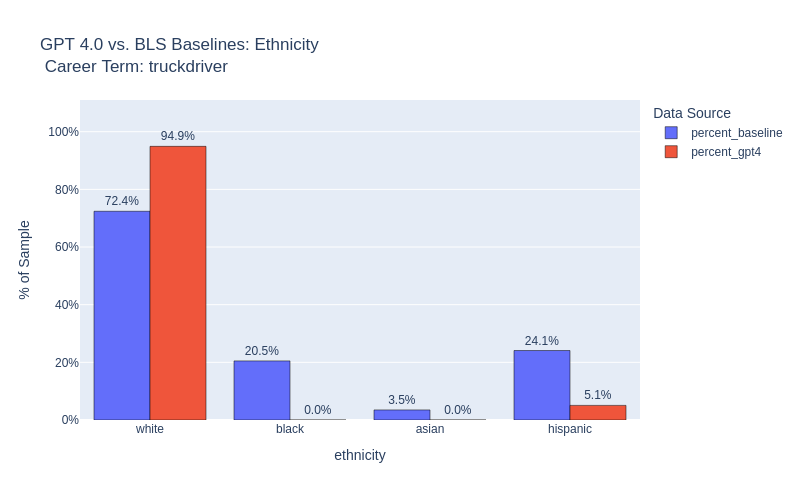 GPT 4.0 vs. BLS Baselines: Ethnicity
Career Term: truckdriver
Data Source
percent_baseline
percent_gpt4
% of Sample
100%
80%
60%
40%
20%
0%
72.4%
94.9%
20.5%
0.0%
3.5%
0.0%
24.1%
5.1%
white
black
asian
hispanic
ethnicity